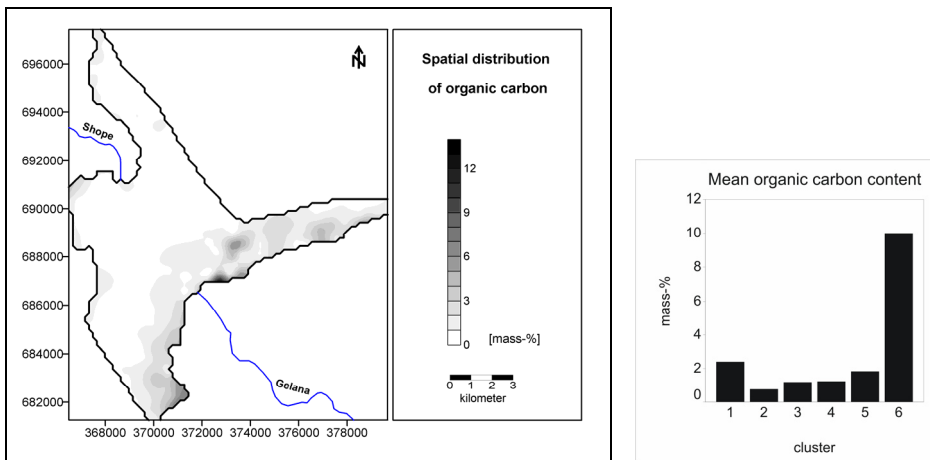 696000
694000
692000
690000
688000
686000
684000
682000
368000 370000 372000 374000 376000 378000
N
Shope
Gelana
Spatial distribution
of organic carbon
12
9
6
3
0
[mass-%]
0 1 2 3
kilometer
Mean organic carbon content
mass-%
12
10
8
6
4
2
0
1 2 3 4 5 6
cluster